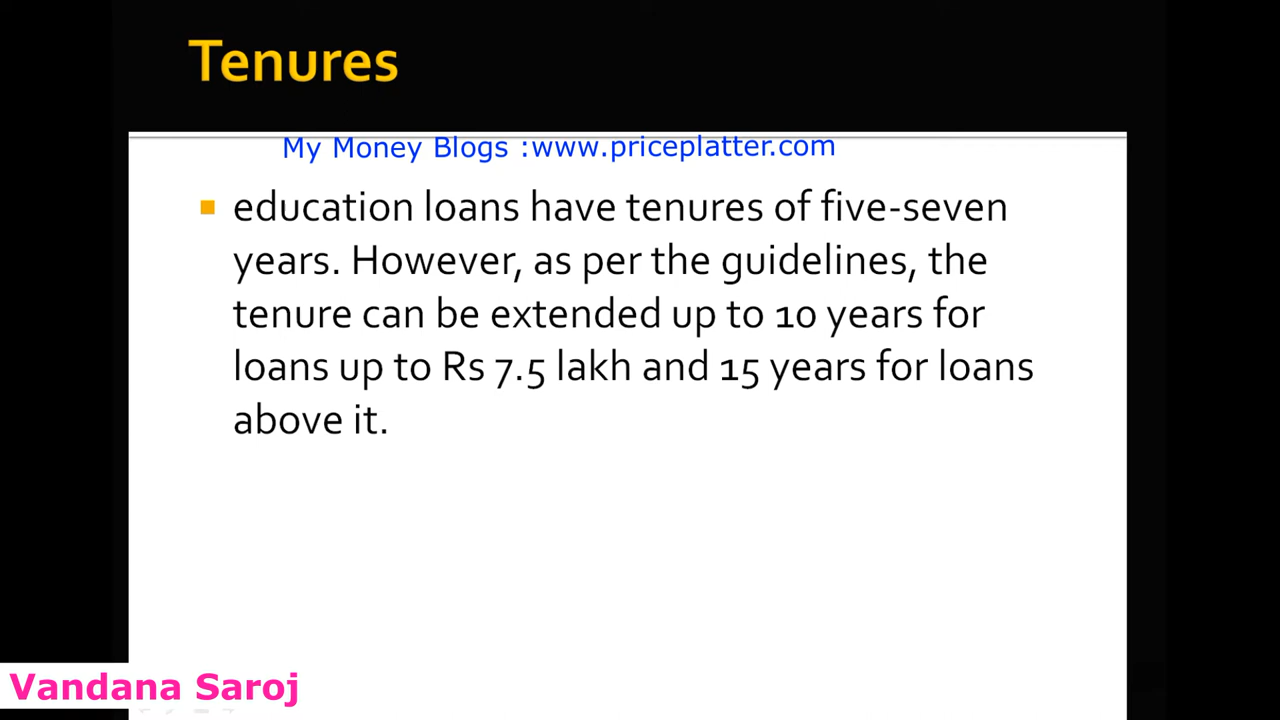 Tenures
My Money Blogs :www.priceplatter.com
education loans have tenures of five-seven
years. However, as per the guidelines, the
tenure can be extended up to 10 years for
loans up to Rs 7.5 lakh and 15 years for loans
above it.
Vandana Saroj